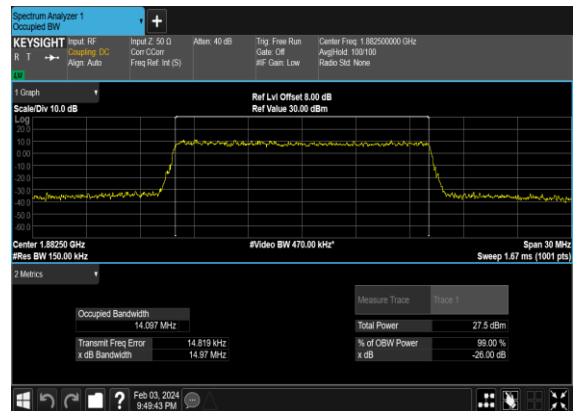 Spectrum Analyzer 1
Occupied BW
KEYSIGHT
R T
LW
Input: RF
Coupling: DC
Align: Auto
Input Z: 50 Ω
Corr CCorr
Freq Ref: Int (S)
Atten: 40 dB
Trig: Free Run
Gate: Off
#IF Gain: Low
Center Freq: 1.882500000 GHz
Avg|Hold: 100/100
Radio Std: None
1 Graph
Scale/Div 10.0 dB
Ref Lvl Offset 8.00 dB
Ref Value 30.00 dBm
Log
20.0
10.0
0.00
-10.0
-20.0
-30.0
-40.0
-50.0
-60.0
Center 1.88250 GHz
#Res BW 150.00 kHz
#Video BW 470.00 kHz*
Span 30 MHz
Sweep 1.67 ms (1001 pts)
2 Metrics
Measure Trace Trace 1
Occupied Bandwidth
14.097 MHz
Total Power 27.5 dBm
Transmit Freq Error 14.819 kHz
% of OBW Power 99.00 %
x dB Bandwidth 14.97 MHz
x dB -26.00 dB
?
Feb 03, 2024
9:49:43 PM